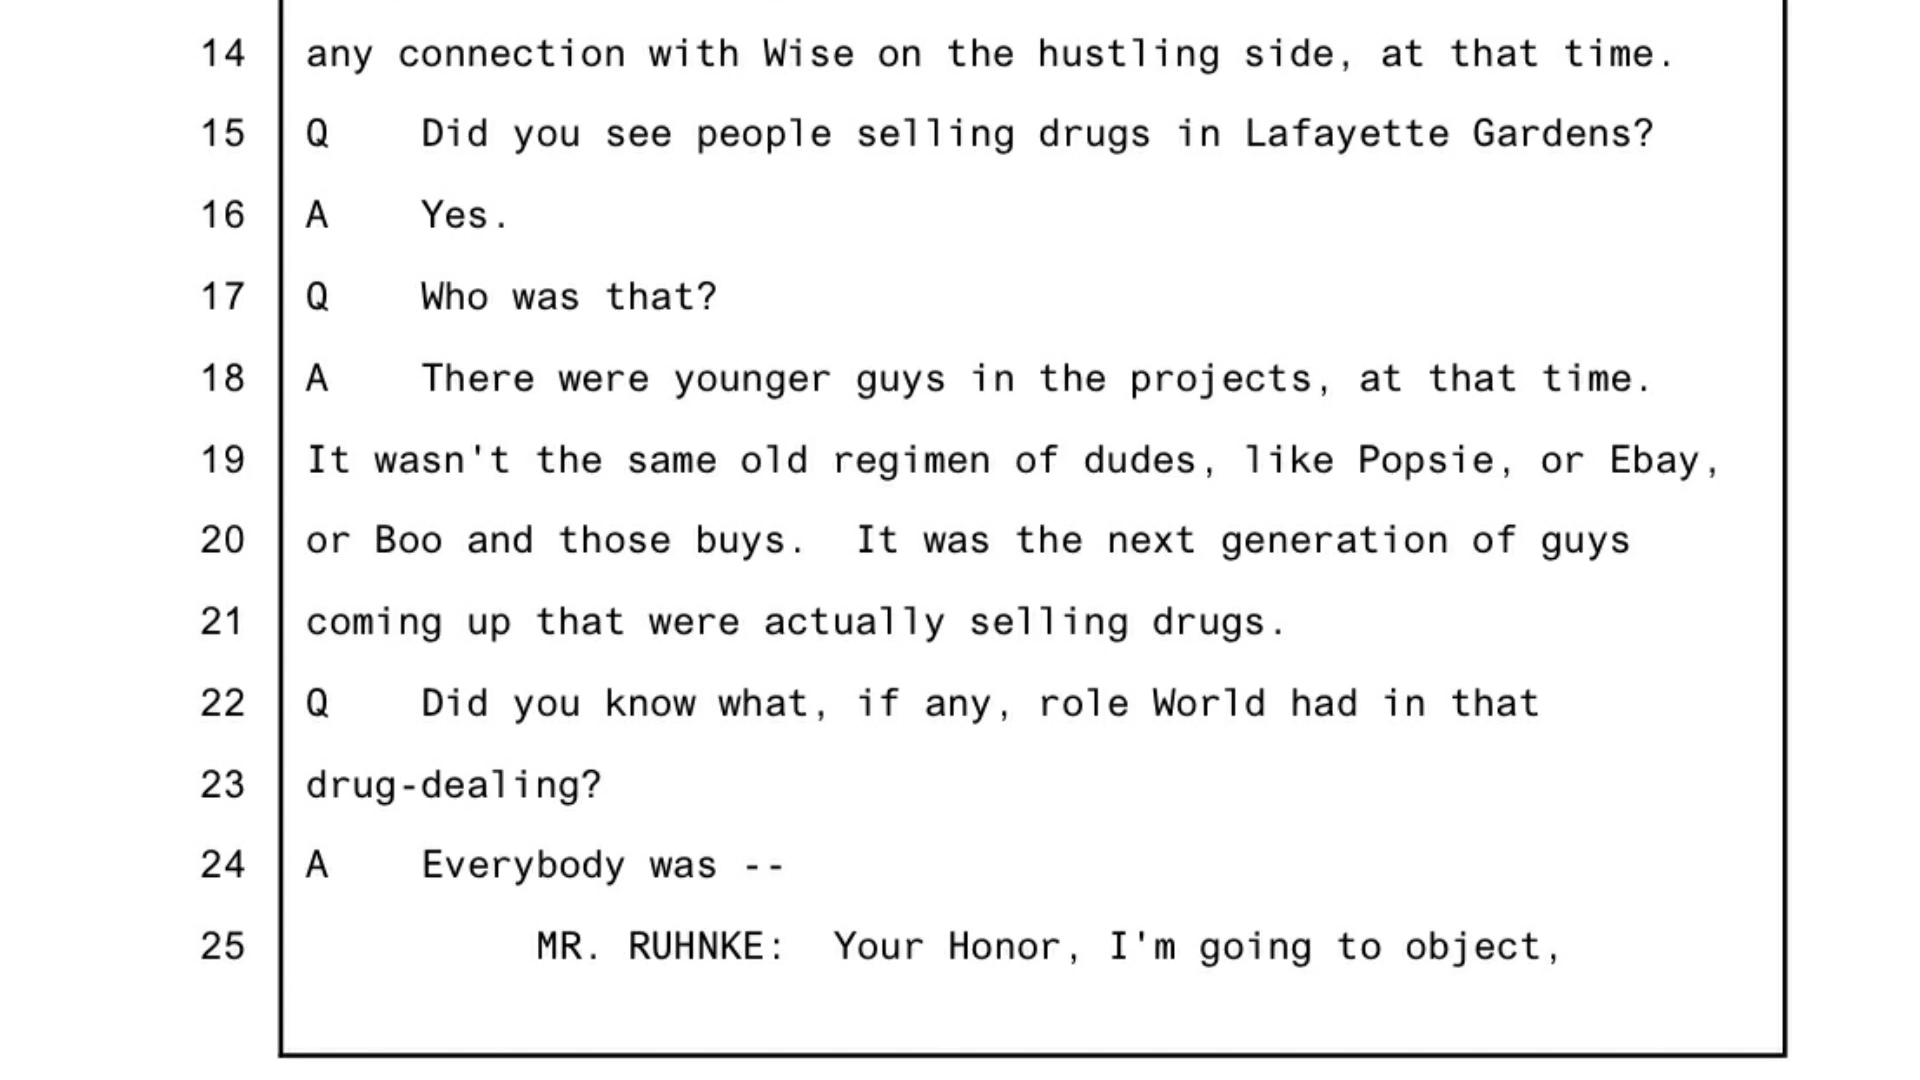 14 any connection with Wise on the hustling side, at that time.
15 Q Did you see people selling drugs in Lafayette Gardens?
16 A Yes.
17 Q Who was that?
18 A There were younger guys in the projects, at that time.
19 It wasn't the same old regimen of dudes, like Popsie, or Ebay,
20 or Boo and those buys. It was the next generation of guys
21 coming up that were actually selling drugs.
22 Q Did you know what, if any, role World had in that
23 drug-dealing?
24 A Everybody was --
25 MR. RUHNKE: Your Honor, I'm going to object,